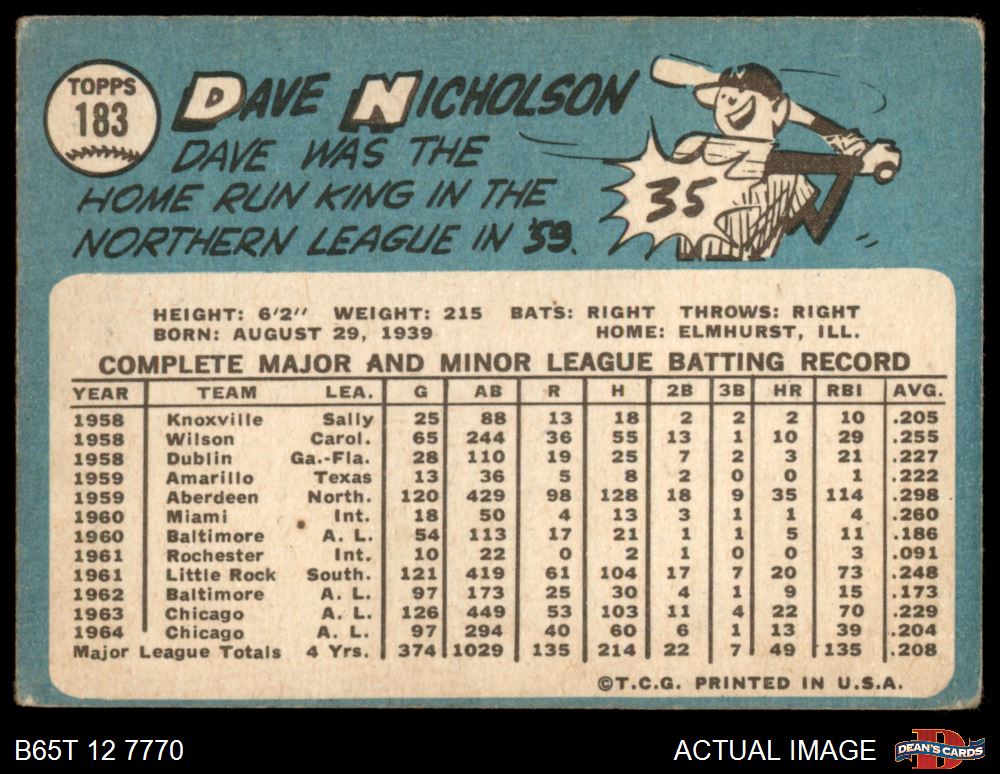 TOPPS
183
DAVE NICHOLSON
DAVE WAS THE
HOME RUN KING IN THE
NORTHERN LEAGUE IN '59.
35
HEIGHT: 6'2" WEIGHT: 215 BATS: RIGHT THROWS: RIGHT
BORN: AUGUST 29, 1939 HOME: ELMHURST, ILL.
COMPLETE MAJOR AND MINOR LEAGUE BATTING RECORD
YEAR TEAM LEA. G AB R H 2B 3B HR RBI AVG.
1958 Knoxville Sally 25 88 13 18 2 2 2 10 .205
1958 Wilson Carol. 65 244 36 55 13 1 10 29 .255
1958 Dublin Ga.-Fla. 28 110 19 25 7 2 3 21 .227
1959 Amarillo Texas 13 36 5 8 2 0 0 1 .222
1959 Aberdeen North. 120 429 98 128 18 9 35 114 .298
1960 Miami Int. 18 50 4 13 3 1 1 4 .260
1960 Baltimore A. L. 54 113 17 21 1 1 5 11 .186
1961 Rochester Int. 10 22 0 2 1 0 0 3 .091
1961 Little Rock South. 121 419 61 104 17 7 20 73 .248
1962 Baltimore A. L. 97 173 25 30 4 1 9 15 .173
1963 Chicago A. L. 126 449 53 103 11 4 22 70 .229
1964 Chicago A. L. 97 294 40 60 6 1 13 39 .204
Major League Totals 4 Yrs. 374 1029 135 214 22 7 49 135 .208
©T.C.G. PRINTED IN U.S.A.
B65T 12 7770 ACTUAL IMAGE D DEAN'S CARDS